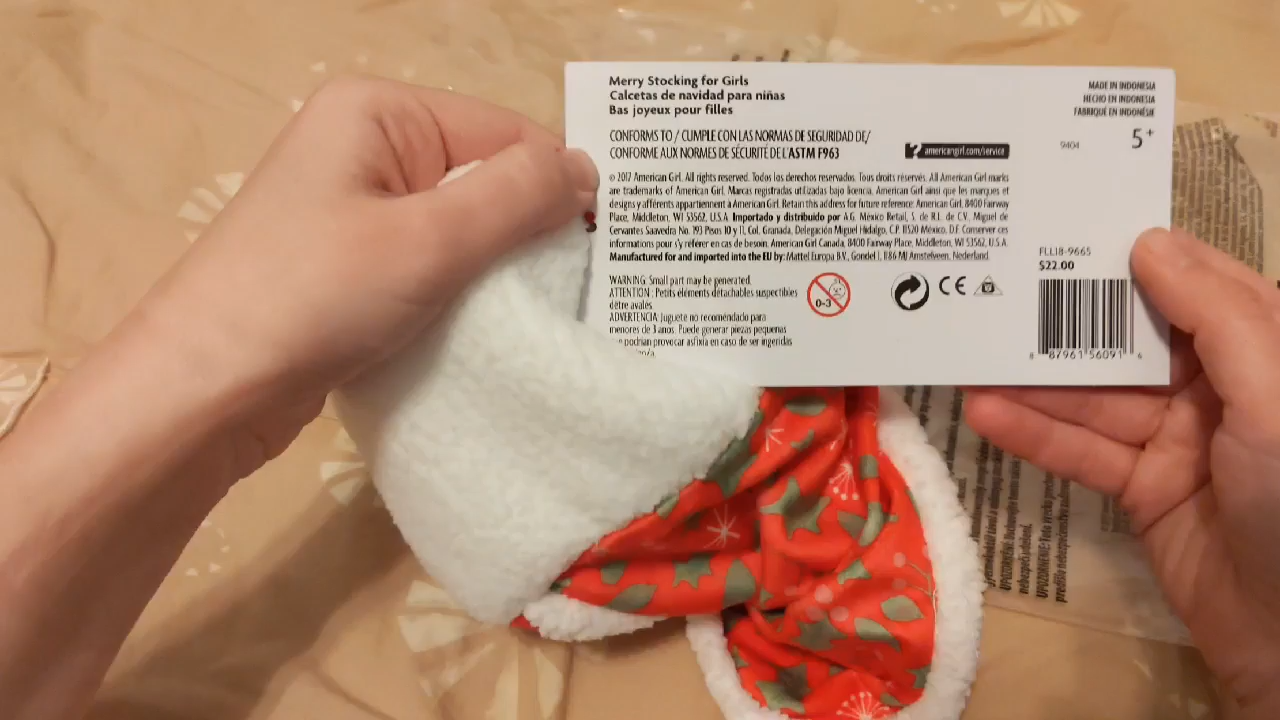 Merry Stocking for Girls
Calcetas de navidad para niñas
Bas joyeux pour filles
MADE IN INDONESIA
HECHO EN INDONESIA
FABRIQUÉ EN INDONÉSIE
CONFORMS TO / CUMPLE CON LAS NORMAS DE SEGURIDAD DE/
CONFORME AUX NORMES DE SÉCURITÉ DE L'ASTM F963
? americangirl.com/service
9404
5+
© 2017 American Girl. All rights reserved. Todos los derechos reservados. Tous droits réservés. All American Girl marks
are trademarks of American Girl. Marcas registradas utilizadas bajo licencia. American Girl ainsi que les marques et
designs y afférents appartiennent à American Girl. Retain this address for future reference: American Girl, 8400 Fairway
Place, Middleton, WI 53562, U.S.A. Importado y distribuido por A.G. México Retail, S. de R.L. de C.V., Miguel de
Cervantes Saavedra No. 193 Pisos 10 y 11, Col. Granada, Delegación Miguel Hidalgo, C.P. 11520 México, D.F. Conserver ces
informations pour s'y référer en cas de besoin. American Girl Canada, 8400 Fairway Place, Middleton, WI 53562, U.S.A.
Manufactured for and imported into the EU by: Mattel Europa B.V., Gondel 1, 1186 MJ Amstelveen, Nederland.
FLL18-9665
$22.00
WARNING: Small part may be generated.
ATTENTION : Petits éléments détachables susceptibles
d'être avalés.
ADVERTENCIA: Juguete no recomendado para
menores de 3 anos. Puede generar piezas pequenas
podrian provocar asfixia en caso de ser ingeridas
0-3
CE
8 87961 56091 6
UPOZORNENIE: Toto vrecko
UPOZORNĚNÍ:
nebezpečí